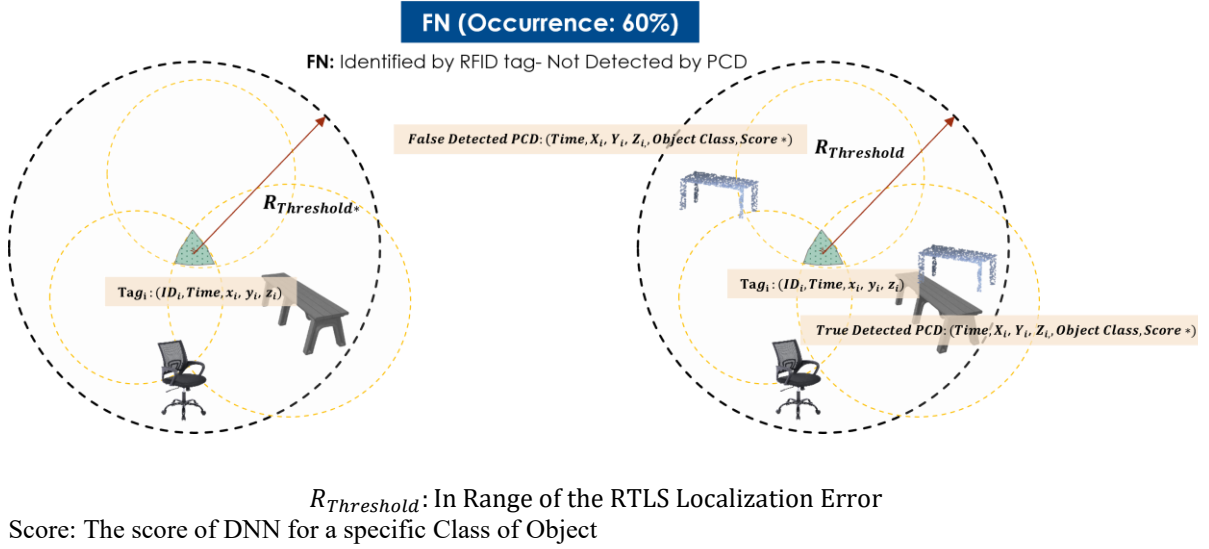 FN (Occurrence: 60%)
FN: Identified by RFID tag- Not Detected by PCD
False Detected PCD: (Time, Xᵢ, Yᵢ, Zᵢ, Object Class, Score *)
R_Threshold
R_Threshold*
Tagᵢ: (IDᵢ, Time, xᵢ, yᵢ, zᵢ)
Tagᵢ: (IDᵢ, Time, xᵢ, yᵢ, zᵢ)
True Detected PCD: (Time, Xᵢ, Yᵢ, Zᵢ, Object Class, Score *)
R_Threshold: In Range of the RTLS Localization Error
Score: The score of DNN for a specific Class of Object